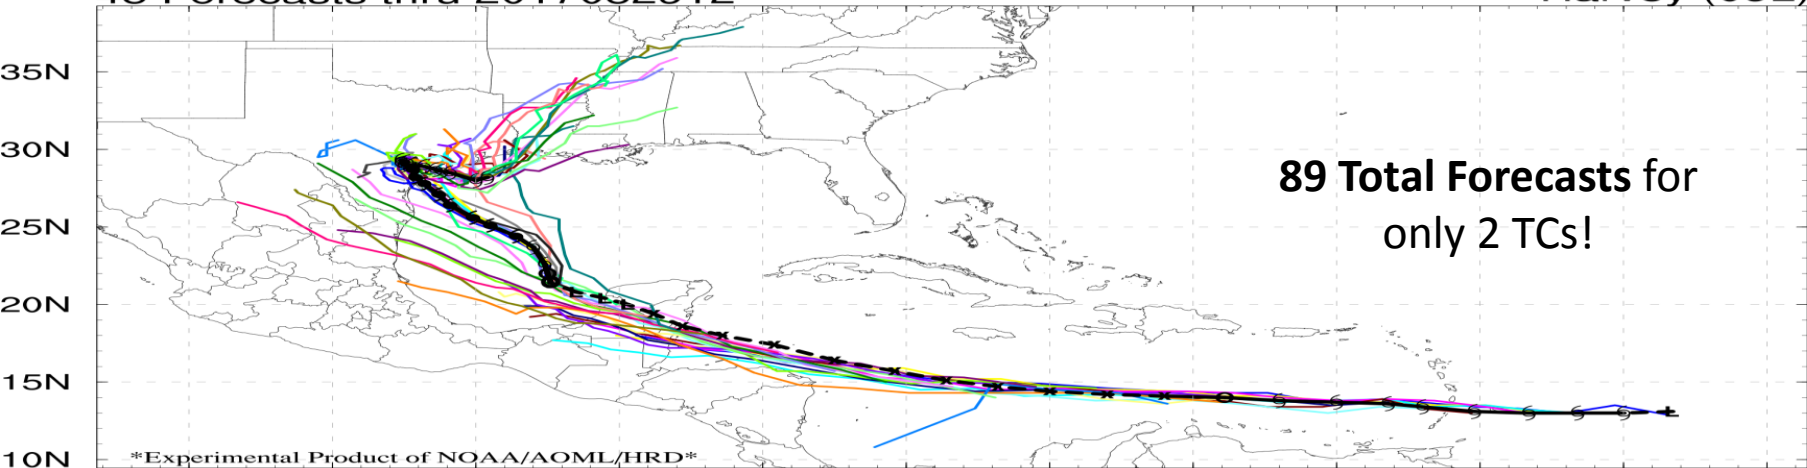 35N
30N
89 Total Forecasts for
only 2 TCs!
25N
20N
15N
10N
*Experimental Product of NOAA/AOML/HRD*